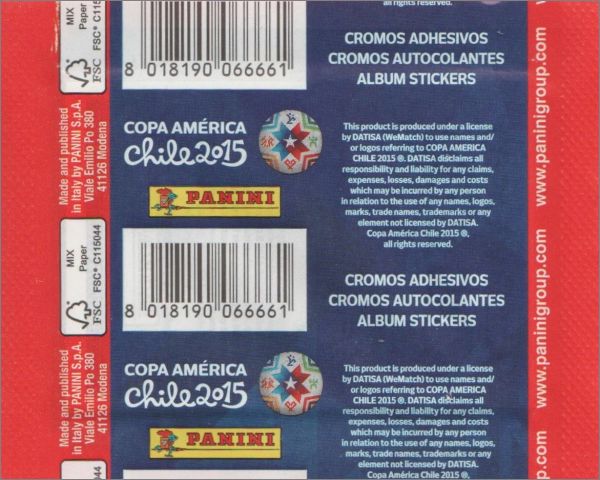 all rights reserved.
MIX
Paper
FSC® C115
FSC
8 018190 066661
CROMOS ADHESIVOS
CROMOS AUTOCOLANTES
ALBUM STICKERS
www.paninigroup.com
Made and published
in Italy by PANINI S.p.A.
Viale Emilio Po 380
41126 Modena
COPA AMÉRICA
Chile2015
PANINI
This product is produced under a license
by DATISA (WeMatch) to use names and/
or logos referring to COPA AMERICA
CHILE 2015 ®. DATISA disclaims all
responsibility and liability for any claims,
expenses, losses, damages and costs
which may be incurred by any person
in relation to the use of any names, logos,
marks, trade names, trademarks or any
element not licensed by DATISA.
Copa América Chile 2015 ®,
all rights reserved.
MIX
Paper
FSC® C115044
FSC
8 018190 066661
CROMOS ADHESIVOS
CROMOS AUTOCOLANTES
ALBUM STICKERS
www.paninigroup.com
Made and published
in Italy by PANINI S.p.A.
Viale Emilio Po 380
41126 Modena
COPA AMÉRICA
Chile2015
PANINI
This product is produced under a license
by DATISA (WeMatch) to use names and/
or logos referring to COPA AMERICA
CHILE 2015 ®. DATISA disclaims all
responsibility and liability for any claims,
expenses, losses, damages and costs
which may be incurred by any person
in relation to the use of any names, logos,
marks, trade names, trademarks or any
element not licensed by DATISA.
Copa América Chile 2015 ®,
44
.com